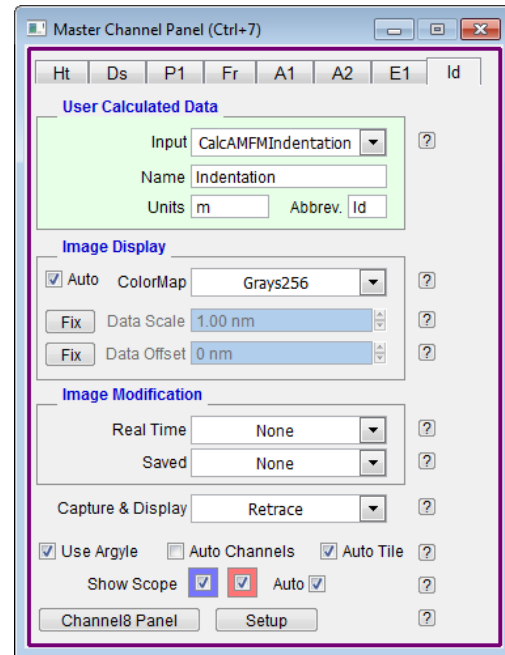 Master Channel Panel (Ctrl+7)
Ht Ds P1 Fr A1 A2 E1 Id
User Calculated Data
Input CalcAMFMIndentation ?
Name Indentation
Units m Abbrev. Id
Image Display
Auto ColorMap Grays256 ?
Fix Data Scale 1.00 nm ?
Fix Data Offset 0 nm ?
Image Modification
Real Time None ?
Saved None ?
Capture & Display Retrace ?
Use Argyle Auto Channels Auto Tile ?
Show Scope Auto ?
Channel8 Panel Setup ?